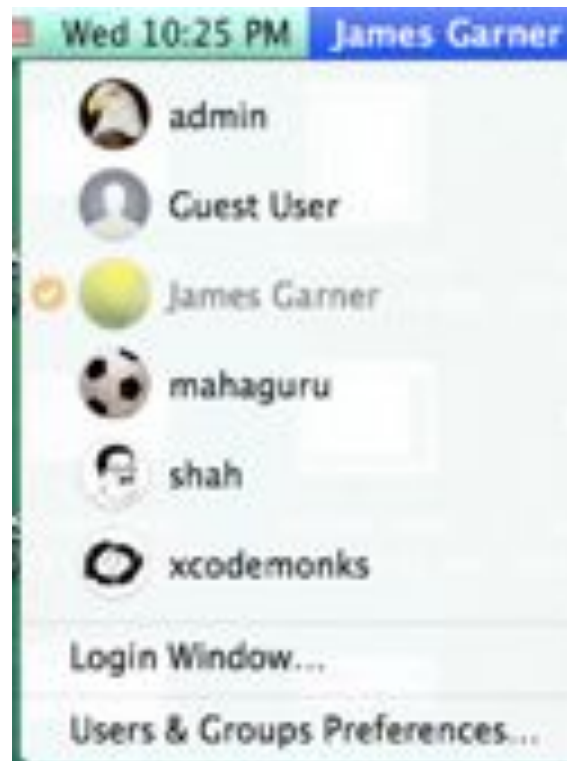 Wed 10:25 PM James Garner
admin
Guest User
James Garner
mahaguru
shah
xcodemonks
Login Window...
Users & Groups Preferences...